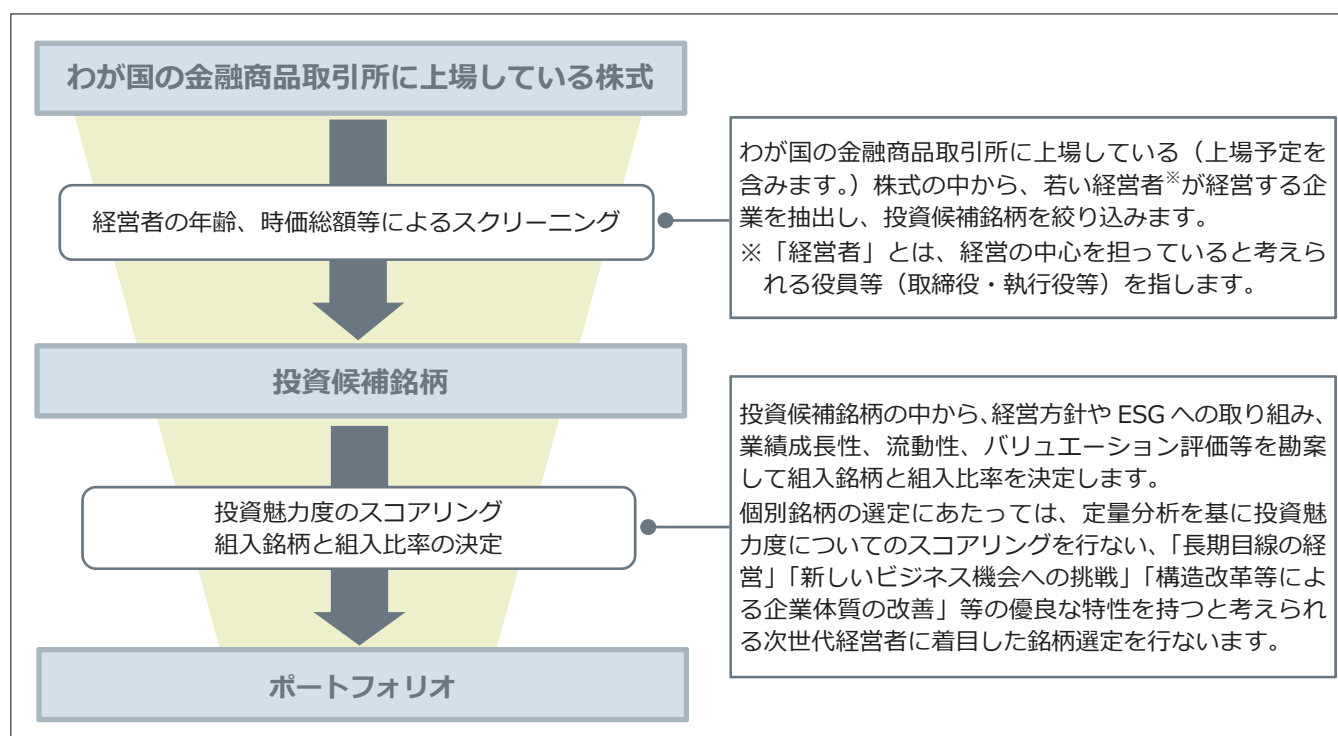 わが国の金融商品取引所に上場している株式
経営者の年齢、時価総額等によるスクリーニング
わが国の金融商品取引所に上場している（上場予定を
含みます。）株式の中から、若い経営者※が経営する企
業を抽出し、投資候補銘柄を絞り込みます。
※「経営者」とは、経営の中心を担っていると考えら
れる役員等（取締役・執行役等）を指します。
投資候補銘柄
投資魅力度のスコアリング
組入銘柄と組入比率の決定
投資候補銘柄の中から、経営方針や ESG への取り組み、
業績成長性、流動性、バリュエーション評価等を勘案
して組入銘柄と組入比率を決定します。
個別銘柄の選定にあたっては、定量分析を基に投資魅
力度についてのスコアリングを行ない、「長期目線の経
営」「新しいビジネス機会への挑戦」「構造改革等によ
る企業体質の改善」等の優良な特性を持つと考えられ
る次世代経営者に着目した銘柄選定を行ないます。
ポートフォリオ